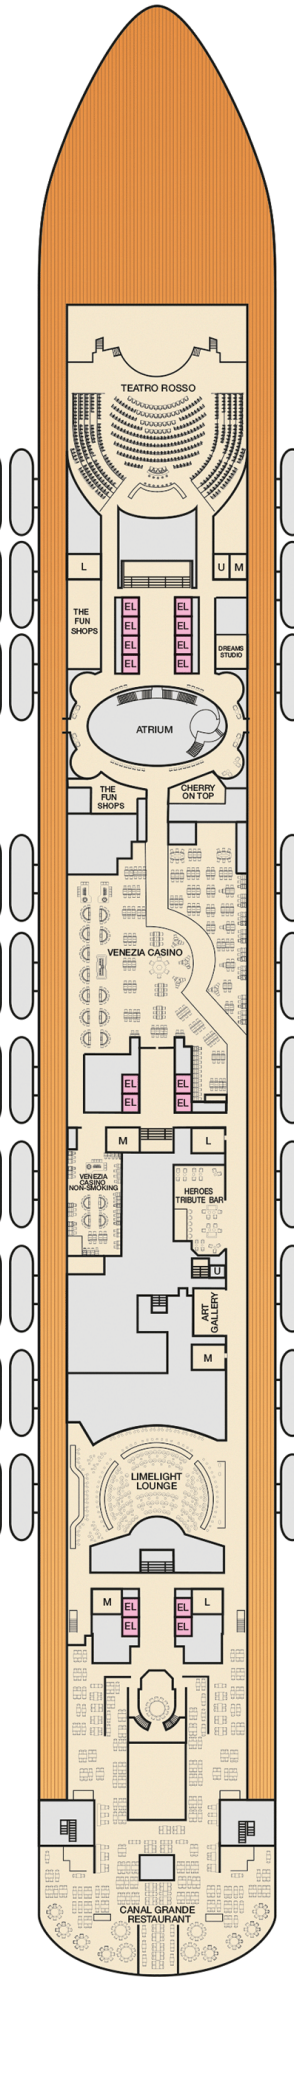 TEATRO ROSSO
L
U M
THE
FUN
SHOPS
EL EL
EL EL
EL EL
EL EL
DREAMS
STUDIO
ATRIUM
THE
FUN
SHOPS
CHERRY
ON TOP
VENEZIA CASINO
EL EL
EL EL
M
L
VENEZIA
CASINO
NON-SMOKING
HEROES
TRIBUTE BAR
U
ART
GALLERY
M
LIMELIGHT
LOUNGE
M EL EL L
EL EL
CANAL GRANDE
RESTAURANT